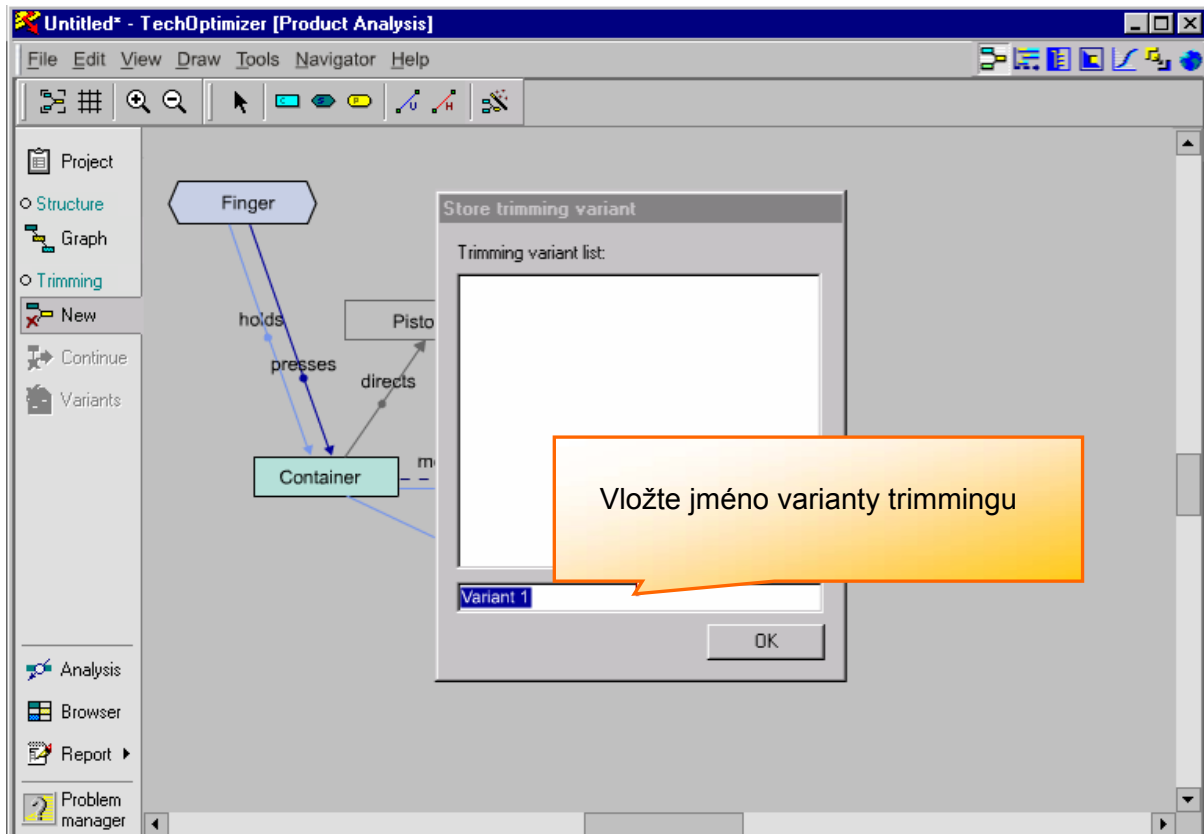 Untitled* - TechOptimizer [Product Analysis]
File Edit View Draw Tools Navigator Help
Project
Structure
Graph
Trimming
New
Continue
Variants
Analysis
Browser
Report
Problem
manager
Finger
holds
presses
directs
Pisto
Container
m
Store trimming variant
Trimming variant list:
Vložte jméno varianty trimmingu
Variant 1
OK